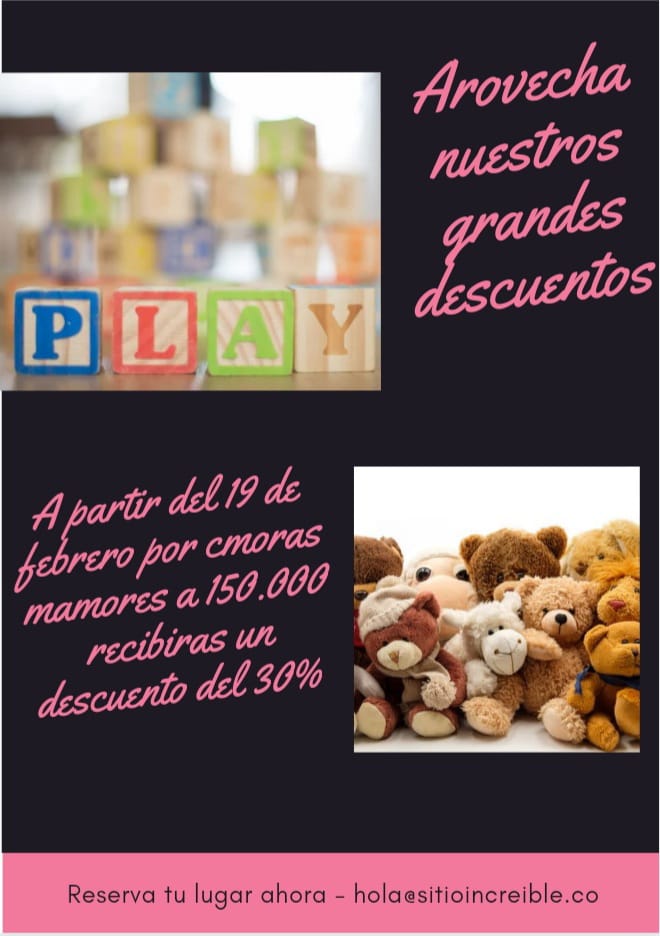 Arovecha
nuestros
grandes
descuentos
PLAY
A partir del 19 de
febrero por cmoras
mamores a 150.000
recibiras un
descuento del 30%
Reserva tu lugar ahora - hola@sitioincreible.co